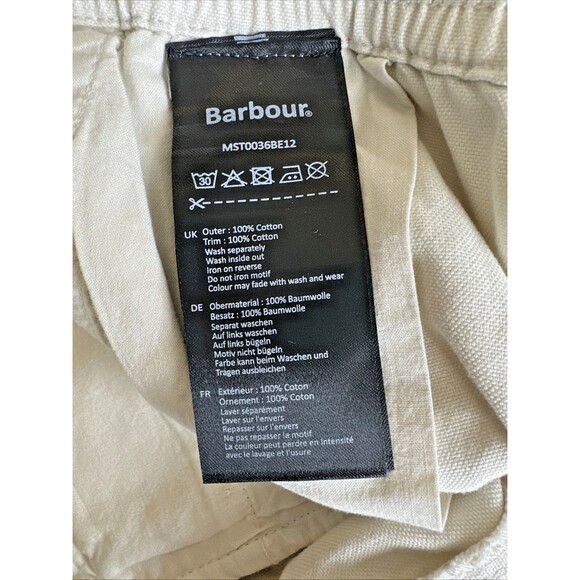 Barbour®
MST0036BE12
30
UK Outer : 100% Cotton
Trim : 100% Cotton
Wash separately
Wash inside out
Iron on reverse
Do not iron motif
Colour may fade with wash and wear
DE Obermaterial : 100% Baumwolle
Besatz : 100% Baumwolle
Separat waschen
Auf links waschen
Auf links bügeln
Motiv nicht bügeln
Farbe kann beim Waschen und
Tragen ausbleichen
FR Extérieur : 100% Coton
Ornement : 100% Coton
Laver séparément
Laver sur l'envers
Repasser sur l'envers
Ne pas repasser le motif
La couleur peut perdre en intensité
avec le lavage et l'usure